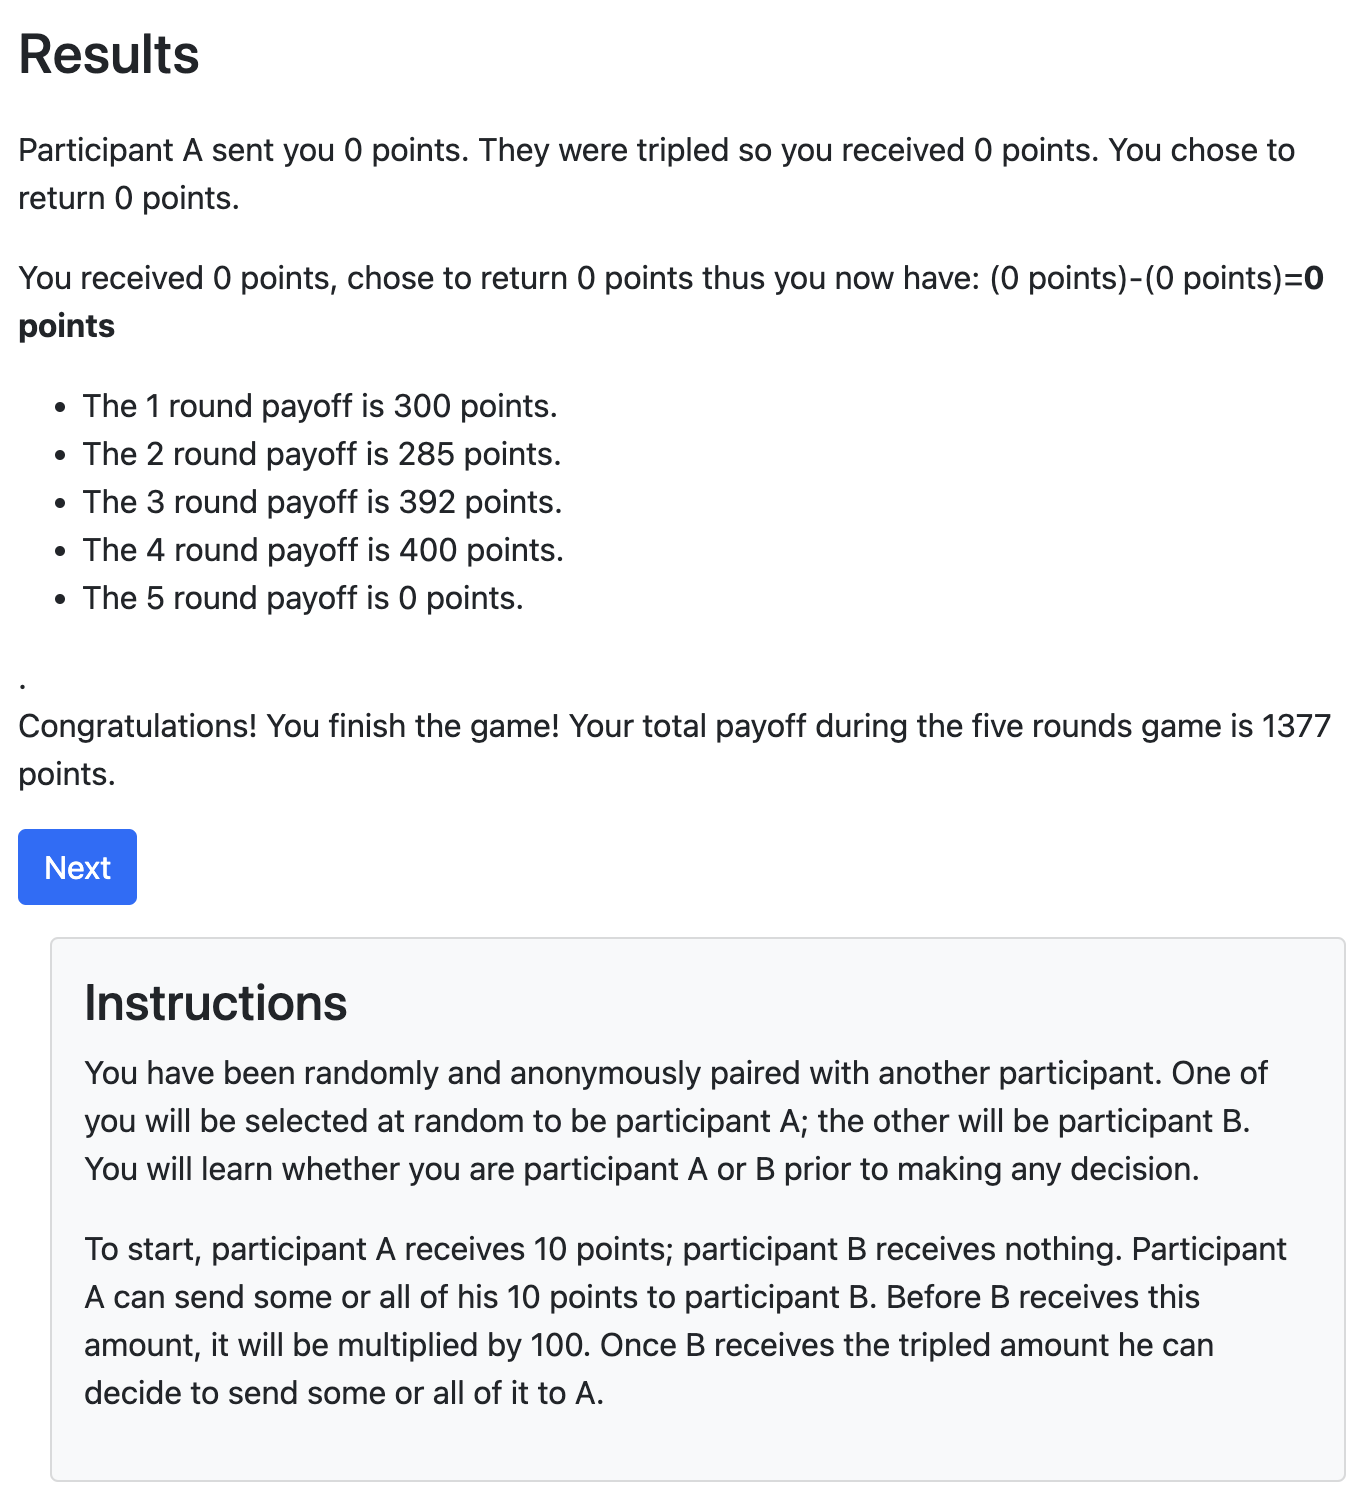 Results
Participant A sent you 0 points. They were tripled so you received 0 points. You chose to
return 0 points.
You received 0 points, chose to return 0 points thus you now have: (0 points)-(0 points)=0
points
• The 1 round payoff is 300 points.
• The 2 round payoff is 285 points.
• The 3 round payoff is 392 points.
• The 4 round payoff is 400 points.
• The 5 round payoff is 0 points.
.
Congratulations! You finish the game! Your total payoff during the five rounds game is 1377
points.
Next
Instructions
You have been randomly and anonymously paired with another participant. One of
you will be selected at random to be participant A; the other will be participant B.
You will learn whether you are participant A or B prior to making any decision.
To start, participant A receives 10 points; participant B receives nothing. Participant
A can send some or all of his 10 points to participant B. Before B receives this
amount, it will be multiplied by 100. Once B receives the tripled amount he can
decide to send some or all of it to A.